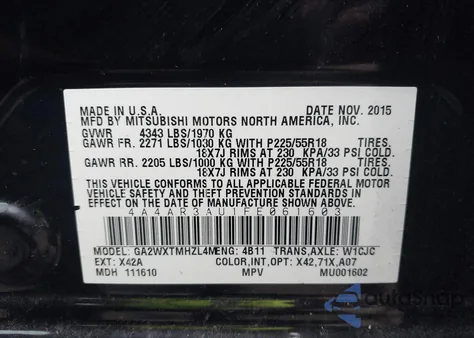 MADE IN U.S.A. DATE NOV. 2015
MFD BY MITSUBISHI MOTORS NORTH AMERICA, INC.
GVWR 4343 LBS/1970 KG
GAWR FR. 2271 LBS/1030 KG WITH P225/55R18 TIRES,
18X7J RIMS AT 230 KPA/33 PSI COLD
GAWR RR. 2205 LBS/1000 KG WITH P225/55R18 TIRES,
18X7J RIMS AT 230 KPA/33 PSI COLD
THIS VEHICLE CONFORMS TO ALL APPLICABLE FEDERAL MOTOR
VEHICLE SAFETY, BUMPER, AND THEFT PREVENTION STANDARDS
IN EFFECT ON THE DATE OF MANUFACTURE SHOWN ABOVE.
4A4AR3AU1FE061603
MODEL: GA2WXTMHZL4M ENG: 4B11 TRANS,AXLE: W1CJC
EXT: X42A COLOR,INT,OPT: X42,71X,A07
MDH 111610 MPV MU001602
autosnap